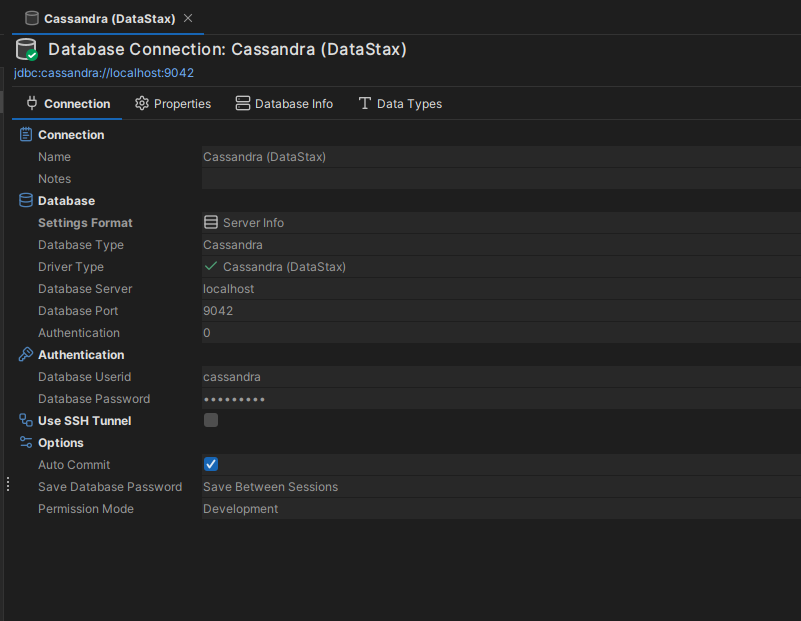 Cassandra (DataStax)
Database Connection: Cassandra (DataStax)
jdbc:cassandra://localhost:9042
Connection Properties Database Info Data Types
Connection
Name Cassandra (DataStax)
Notes
Database
Settings Format Server Info
Database Type Cassandra
Driver Type Cassandra (DataStax)
Database Server localhost
Database Port 9042
Authentication 0
Authentication
Database Userid cassandra
Database Password •••••••••
Use SSH Tunnel
Options
Auto Commit
Save Database Password Save Between Sessions
Permission Mode Development